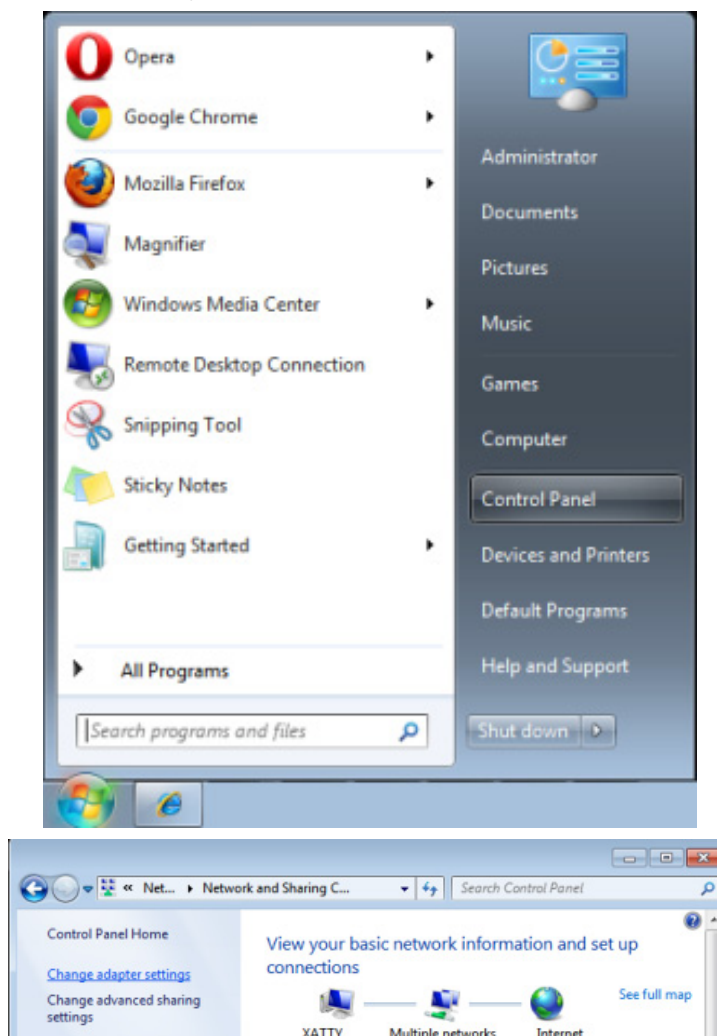 Opera
Google Chrome
Mozilla Firefox
Magnifier
Windows Media Center
Remote Desktop Connection
Snipping Tool
Sticky Notes
Getting Started
All Programs
Search programs and files
Administrator
Documents
Pictures
Music
Games
Computer
Control Panel
Devices and Printers
Default Programs
Help and Support
Shut down
« Net... Network and Sharing C...
Search Control Panel
Control Panel Home
Change adapter settings
Change advanced sharing
settings
View your basic network information and set up
connections
See full map
XATTY Multiple networks Internet